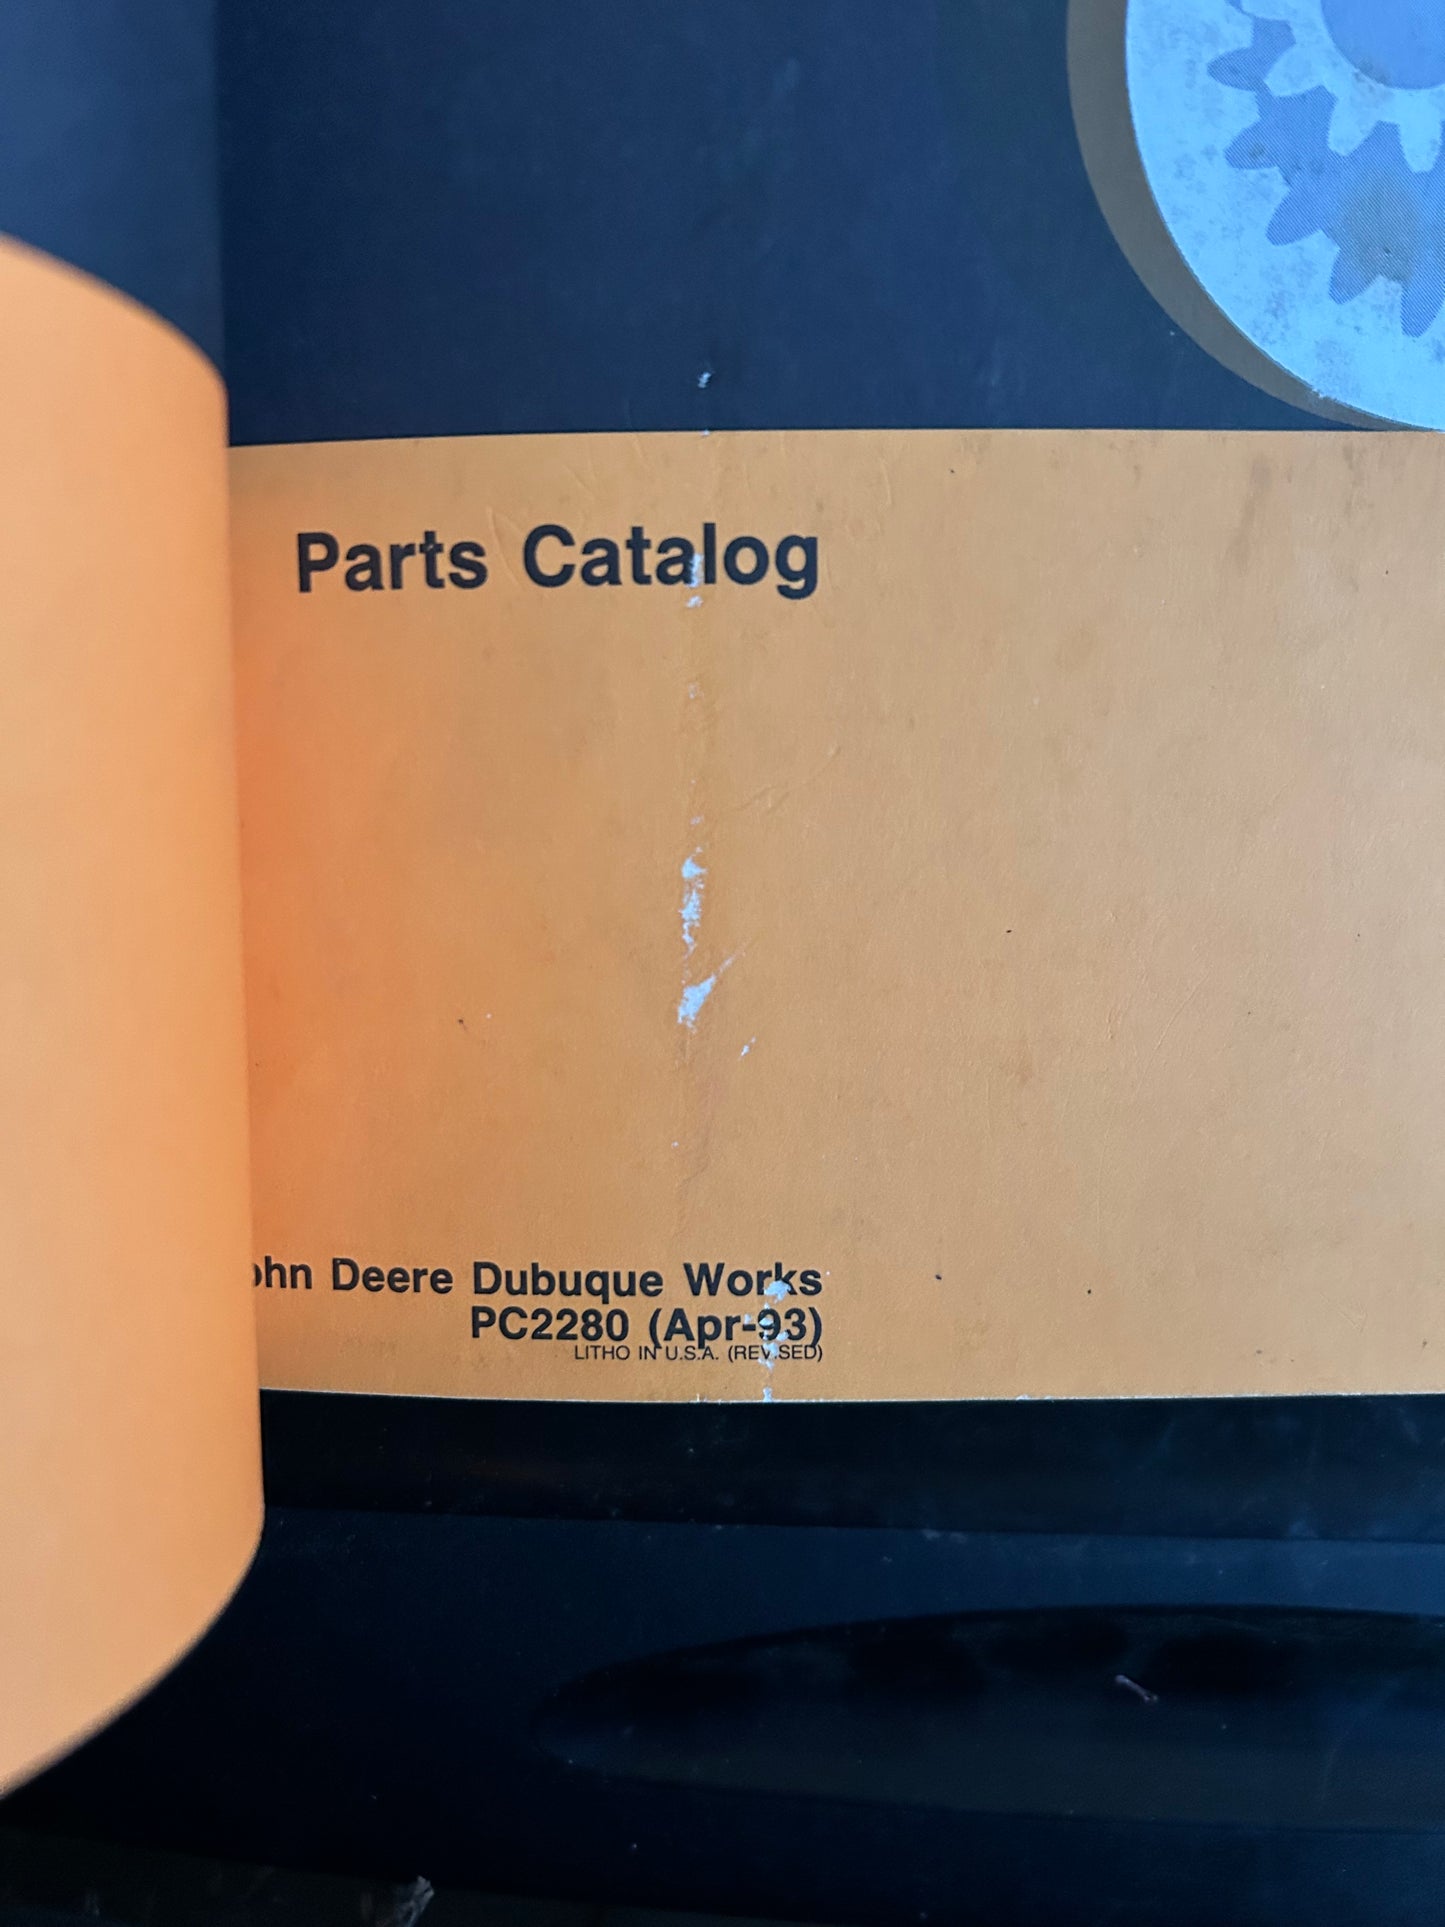 Parts Catalog
ohn Deere Dubuque Works
PC2280 (Apr-93)
LITHO IN U.S.A. (REVISED)